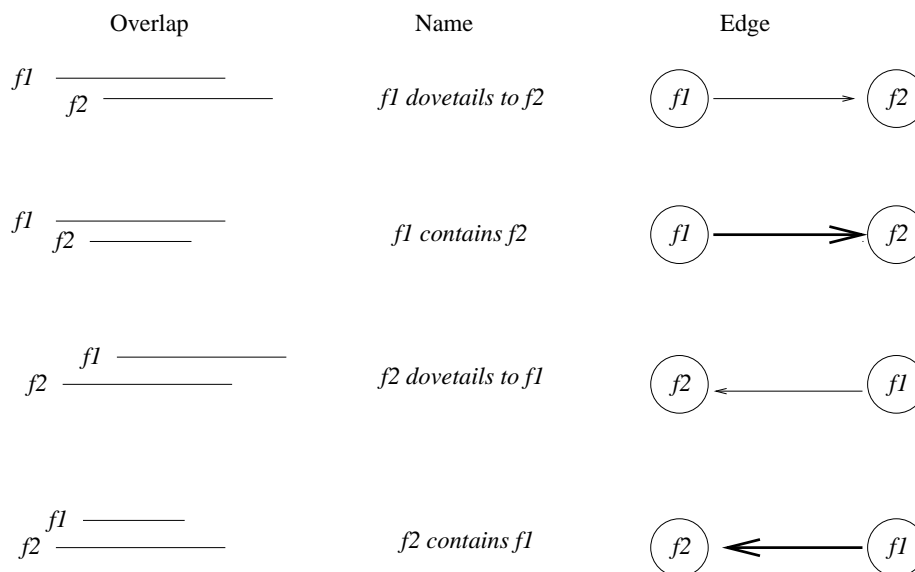 Overlap Name Edge
f1
f2
f1 dovetails to f2
f1 f2
f1
f2
f1 contains f2
f1 f2
f1
f2
f2 dovetails to f1
f2 f1
f1
f2
f2 contains f1
f2 f1